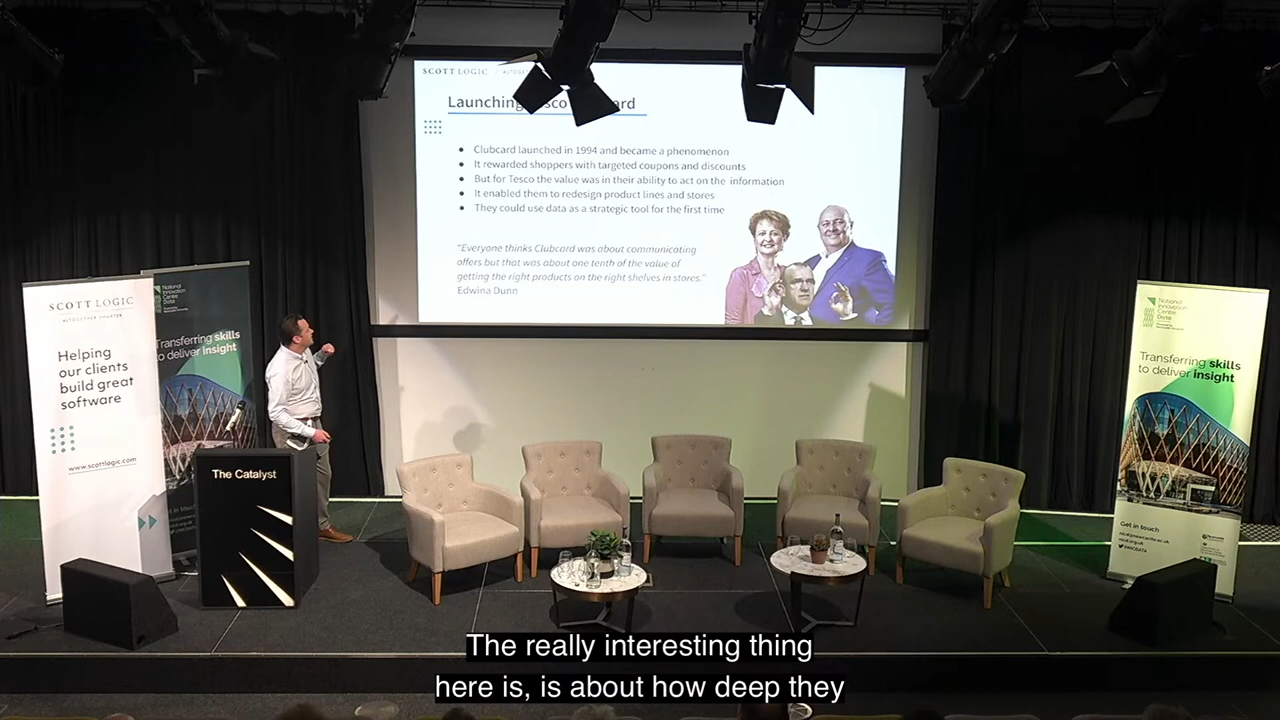 SCOTT LOGIC
Launching
Clubcard launched in 1994 and became a phenomenon
It rewarded shoppers with targeted coupons and discounts
But for Tesco the value was in their ability to act on the information
It enabled them to redesign product lines and stores
They could use data as a strategic tool for the first time
"Everyone thinks Clubcard was about communicating
offers but that was about one tenth of the value of
getting the right products on the right shelves in stores."
Edwina Dunn
SCOTT LOGIC
ALTOGETHER SMARTER
Helping
our clients
build great
software
www.scottlogic.com
National
Innovation
Centre
Data
Transferring skills
to deliver insight
The Catalyst
National
Innovation
Centre
Data
Transferring skills
to deliver insight
Get in touch
nicd.org.uk
The really interesting thing
here is, is about how deep they